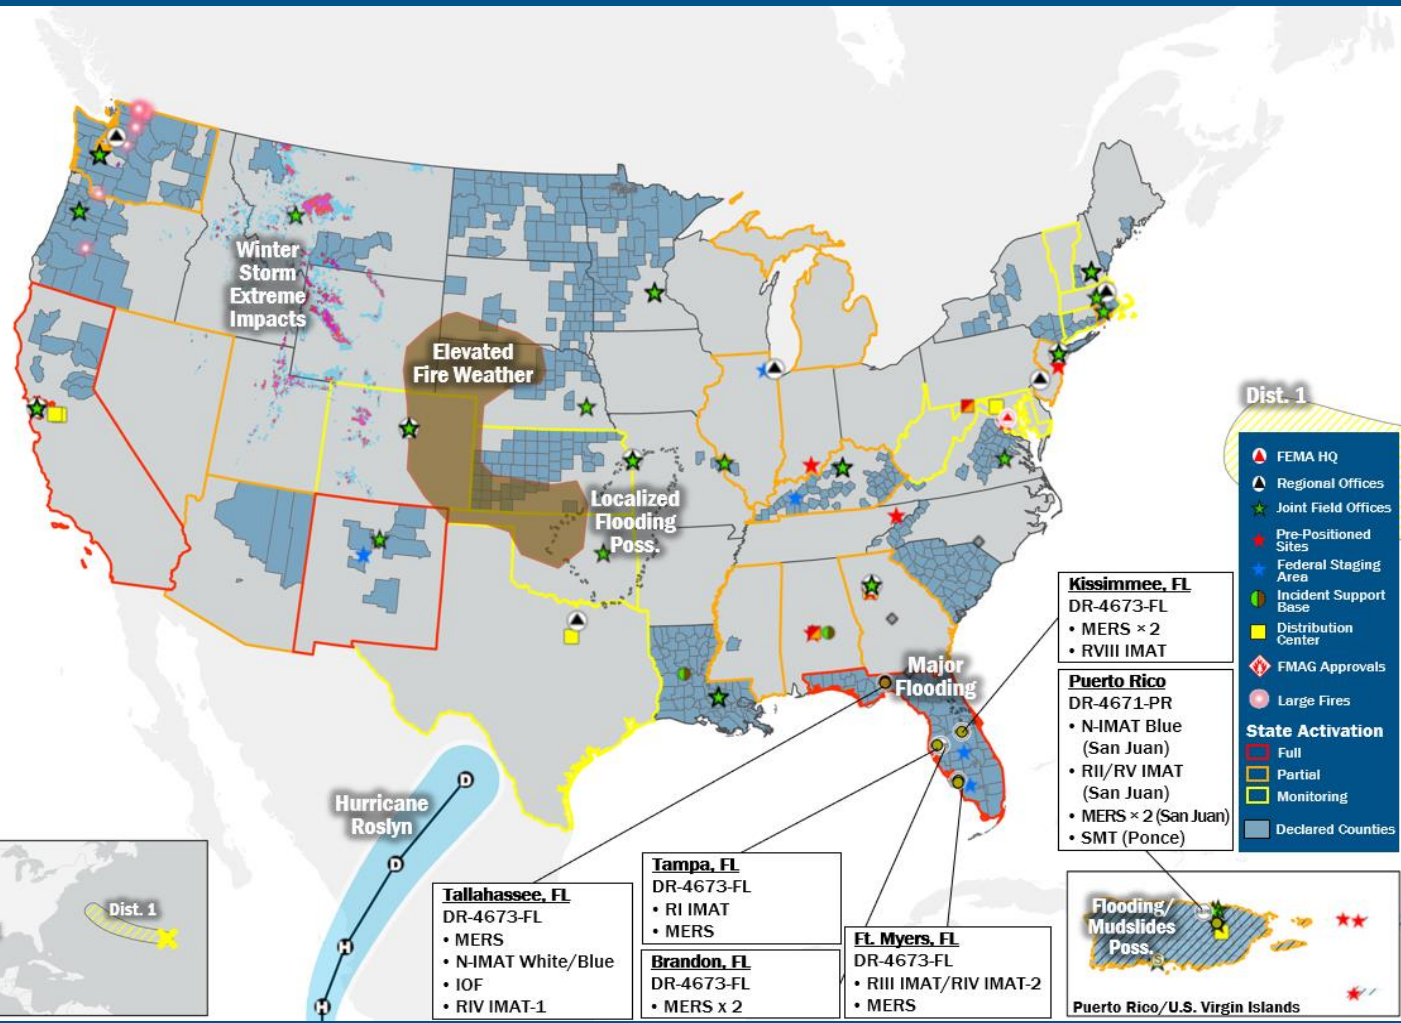 Winter
Storm
Extreme
Impacts
Elevated
Fire Weather
Localized
Flooding
Poss.
Major
Flooding
Hurricane
Roslyn
D
D
H
H
Dist. 1
Dist. 1
FEMA HQ
Regional Offices
Joint Field Offices
Pre-Positioned
Sites
Federal Staging
Area
Incident Support
Base
Distribution
Center
FMAG Approvals
Large Fires
State Activation
Full
Partial
Monitoring
Declared Counties
Kissimmee, FL
DR-4673-FL
• MERS × 2
• RVIII IMAT
Puerto Rico
DR-4671-PR
• N-IMAT Blue
(San Juan)
• RII/RV IMAT
(San Juan)
• MERS × 2 (San Juan)
• SMT (Ponce)
Tallahassee, FL
DR-4673-FL
• MERS
• N-IMAT White/Blue
• IOF
• RIV IMAT-1
Tampa, FL
DR-4673-FL
• RI IMAT
• MERS
Brandon, FL
DR-4673-FL
• MERS x 2
Ft. Myers, FL
DR-4673-FL
• RIII IMAT/RIV IMAT-2
• MERS
Flooding/
Mudslides
Poss.
S
Puerto Rico/U.S. Virgin Islands